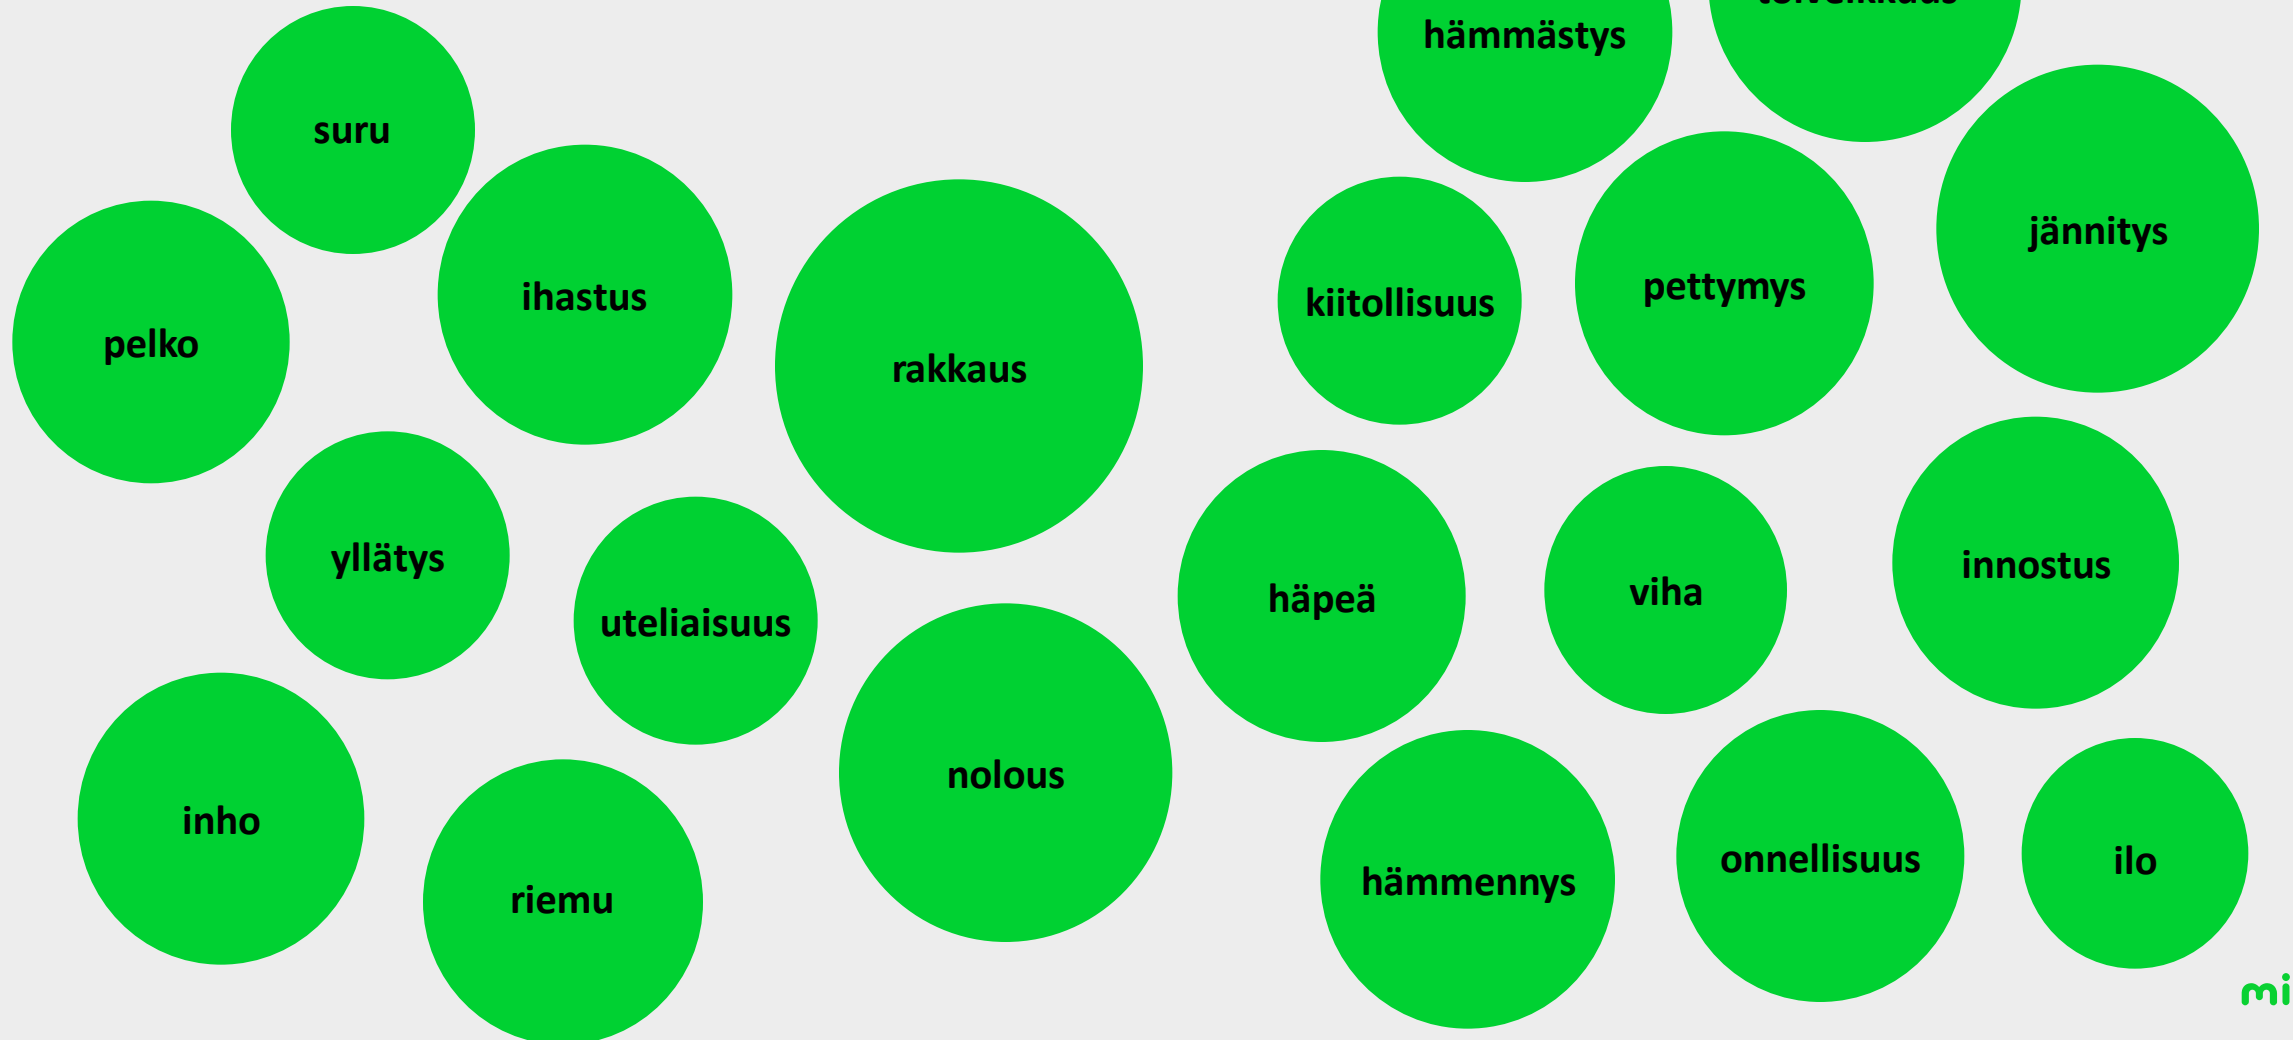 hämmästys
suru
jännitys
pettymys
ihastus
kiitollisuus
pelko
rakkaus
yllätys
innostus
viha
häpeä
uteliaisuus
nolous
inho
onnellisuus
ilo
hämmennys
riemu
mi